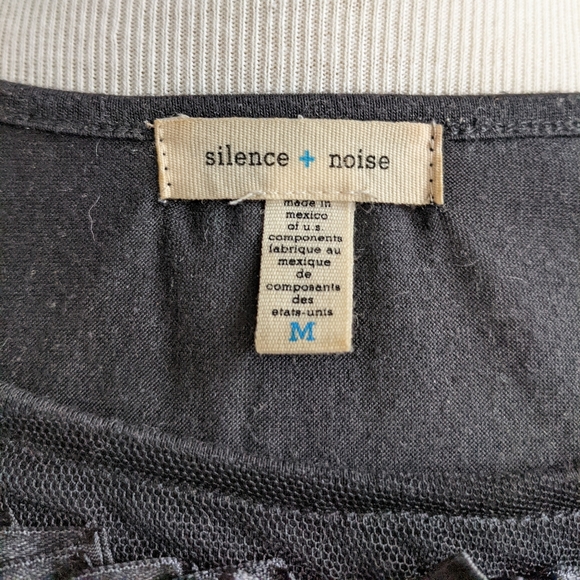 silence + noise
made in
mexico
of u.s.
components
fabrique au
mexique
de
composants
des
etats-unis
M